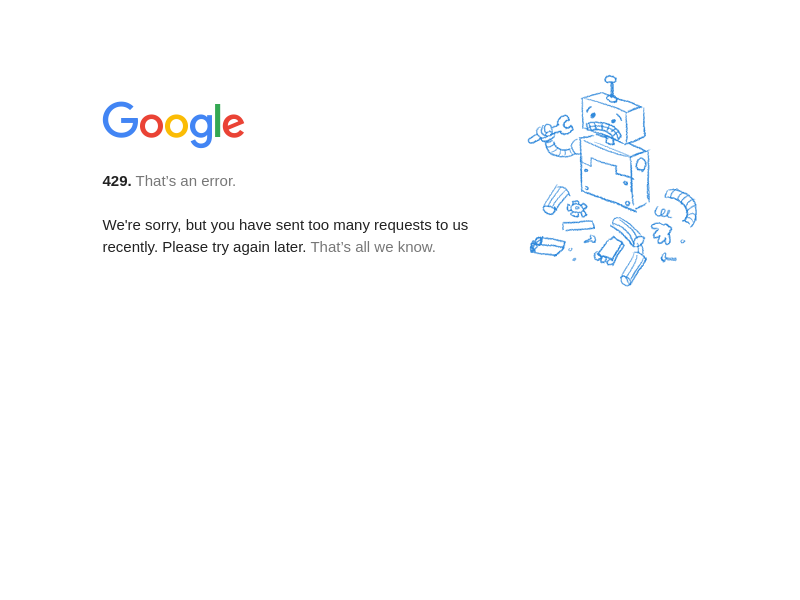 Google
429. That’s an error.
We're sorry, but you have sent too many requests to us
recently. Please try again later. That’s all we know.